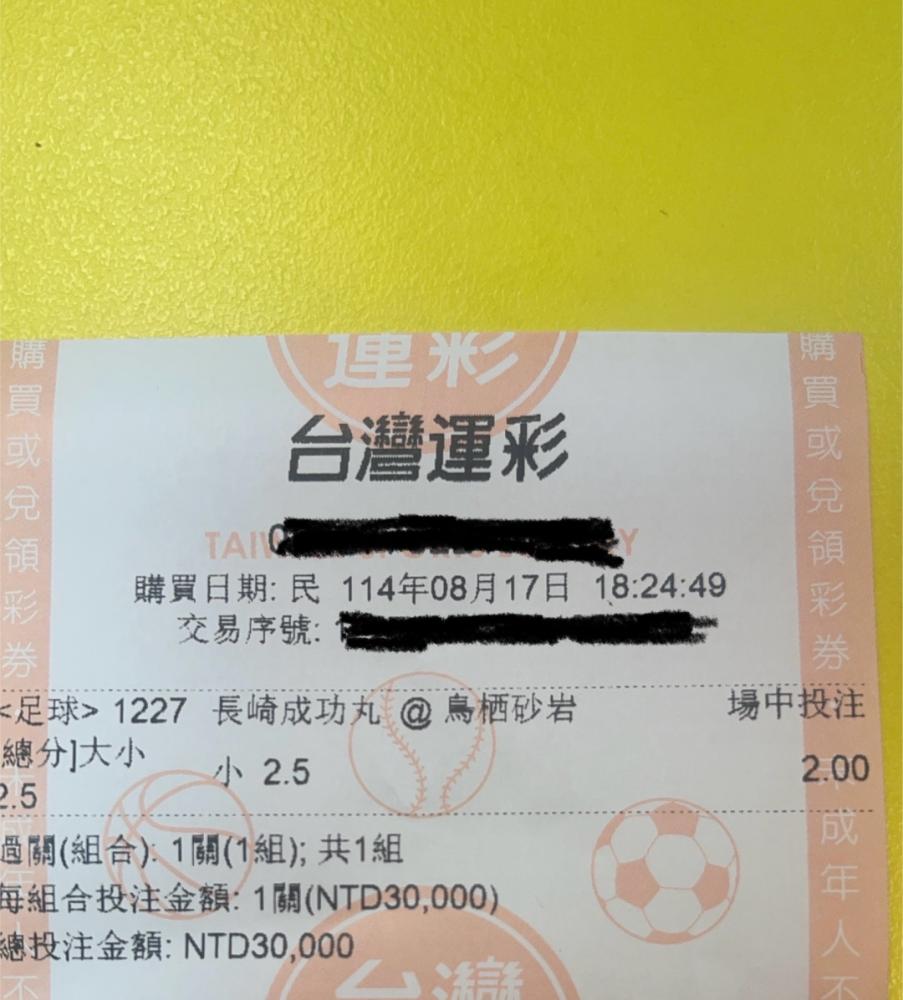 運彩
台灣運彩
購買日期: 民 114年08月17日 18:24:49
交易序號:
<足球> 1227 長崎成功丸 @ 鳥栖砂岩 場中投注
總分]大小 小 2.5 2.00
2.5
過關(組合): 1關(1組); 共1組
每組合投注金額: 1關(NTD30,000)
總投注金額: NTD30,000
台灣
購買或兌領彩券
購買或兌領彩券
未成年人不